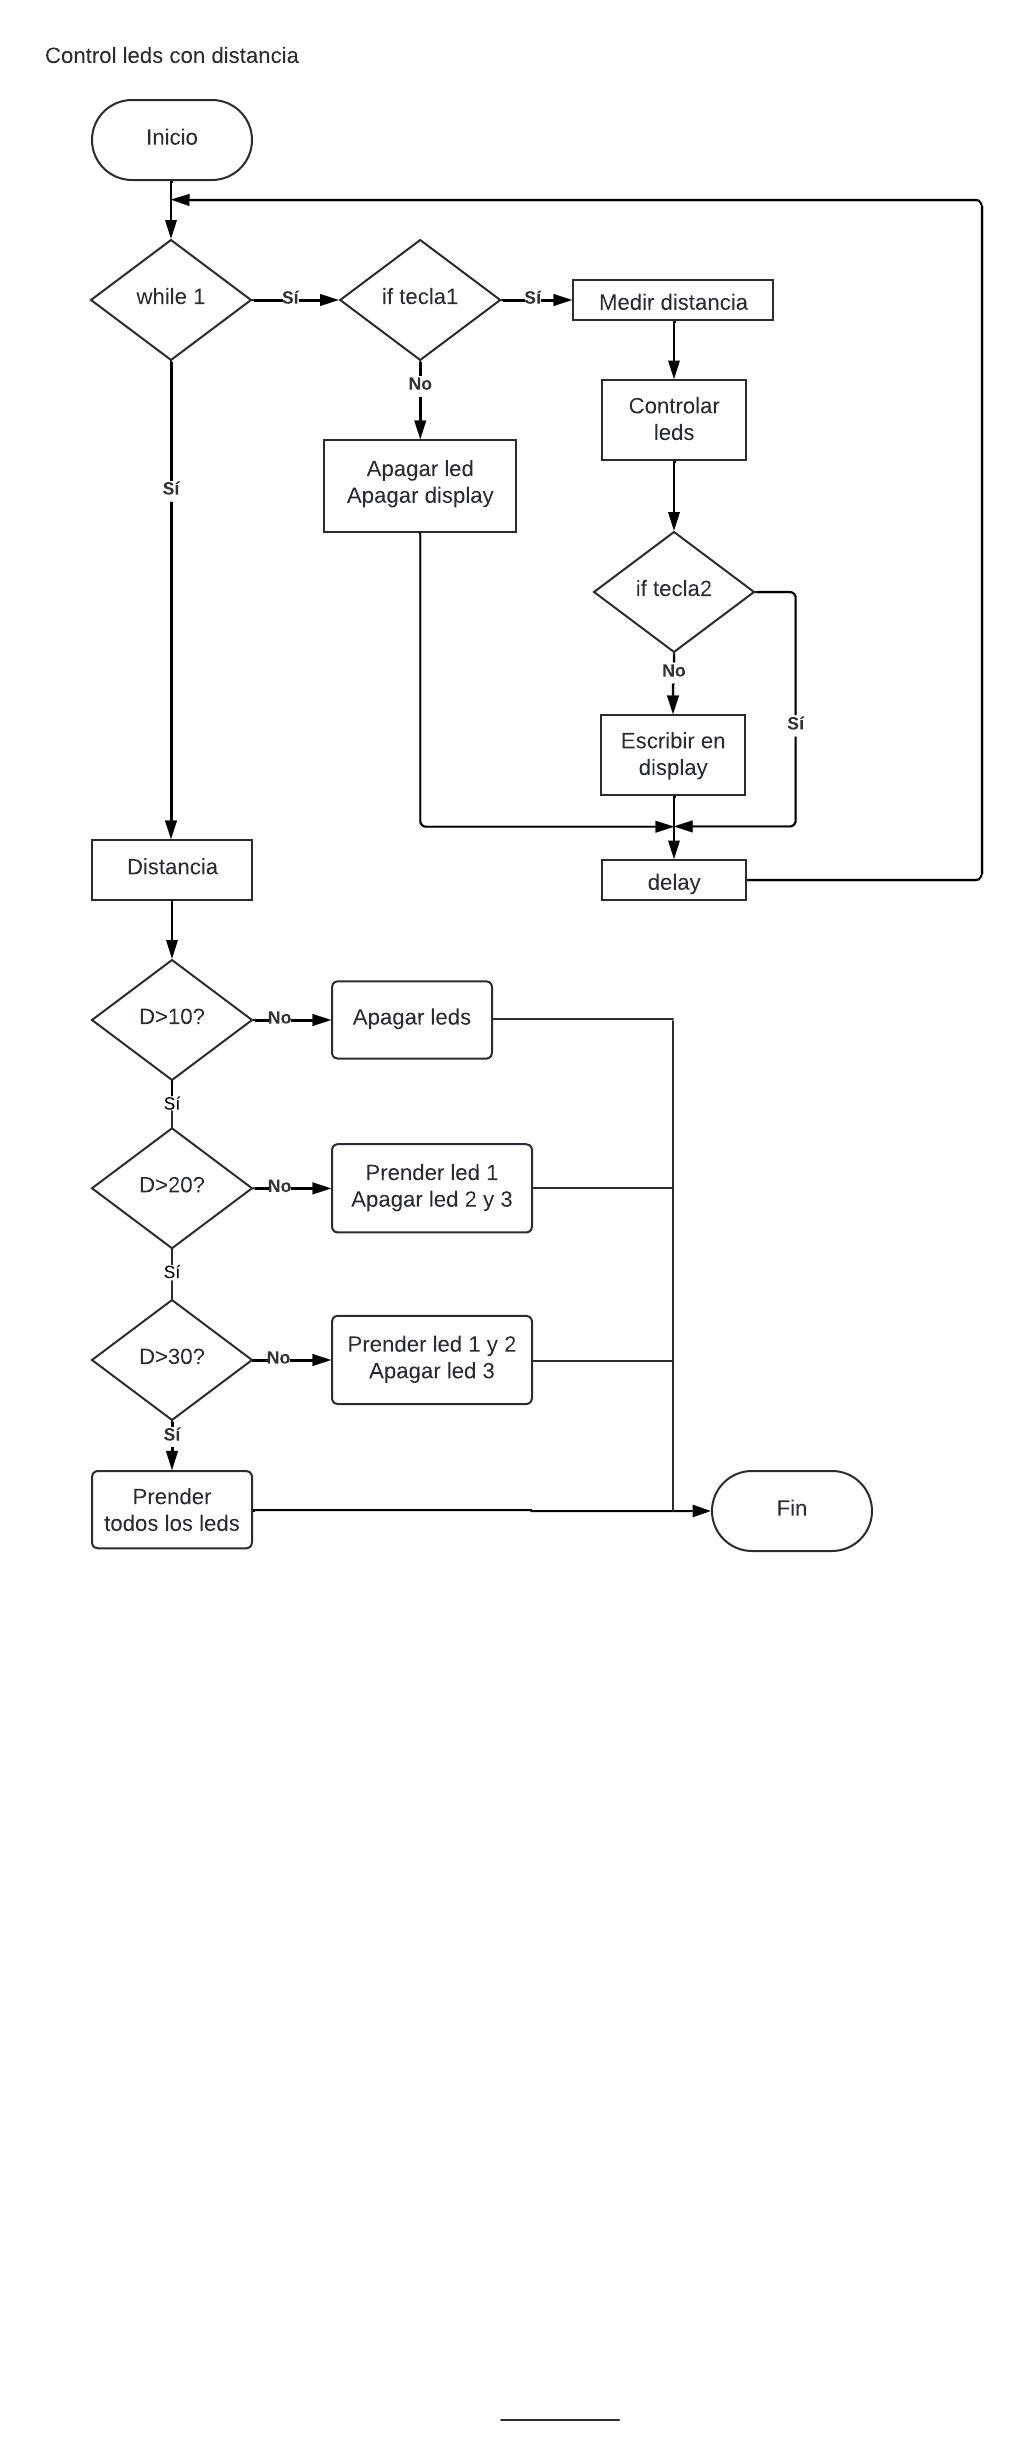 Control leds con distancia
Inicio
while 1
Sí
if tecla1
Sí
Medir distancia
No
Controlar
leds
Apagar led
Apagar display
Sí
if tecla2
No
Escribir en
display
Sí
Distancia
delay
D>10?
No
Apagar leds
Sí
D>20?
No
Prender led 1
Apagar led 2 y 3
Sí
D>30?
No
Prender led 1 y 2
Apagar led 3
Sí
Prender
todos los leds
Fin